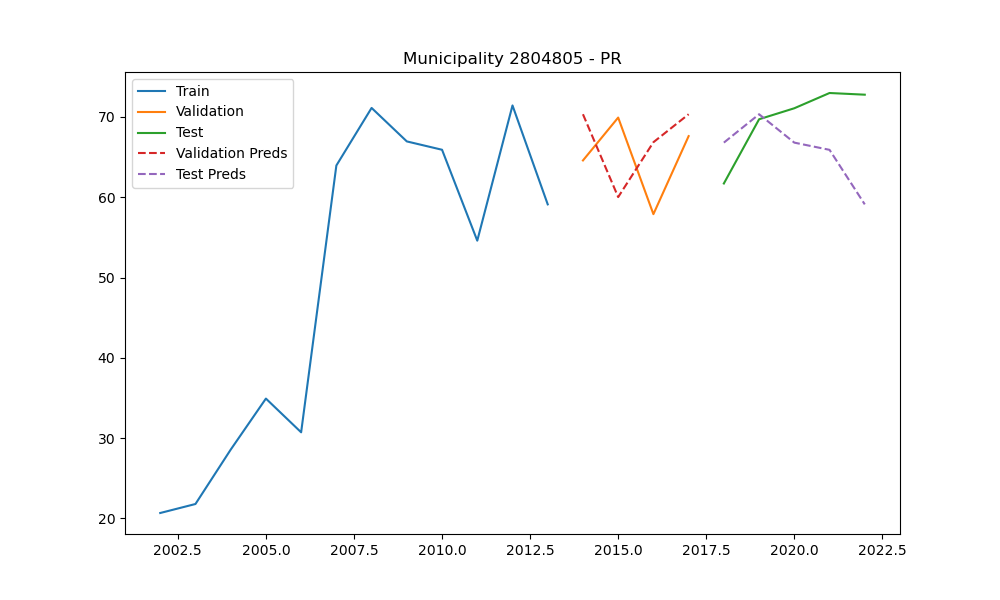 Municipality 2804805 - PR
Train
Validation
Test
Validation Preds
Test Preds
70
60
50
40
30
20
2002.5 2005.0 2007.5 2010.0 2012.5 2015.0 2017.5 2020.0 2022.5